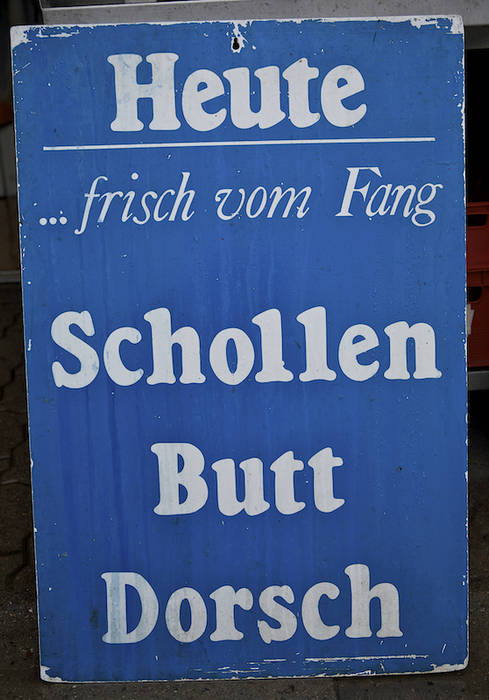 Heute
...frisch vom Fang
Schollen
Butt
Dorsch